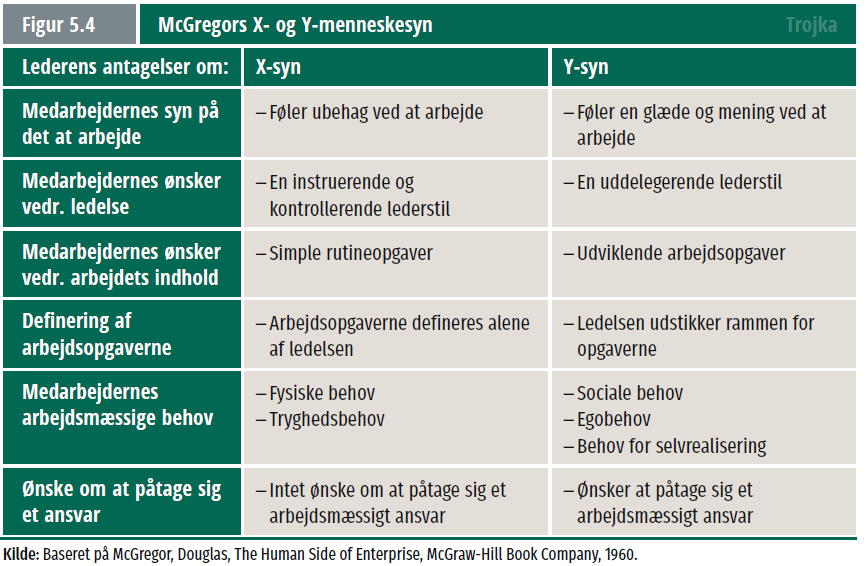 Figur 5.4
McGregors X- og Y-menneskesyn
Trojka
Lederens antagelser om:
X-syn
Y-syn
Medarbejdernes syn på
det at arbejde
– Føler ubehag ved at arbejde
– Føler en glæde og mening ved at
arbejde
Medarbejdernes ønsker
vedr. ledelse
– En instruerende og
kontrollerende lederstil
– En uddelegerende lederstil
Medarbejdernes ønsker
vedr. arbejdets indhold
– Simple rutineopgaver
– Udviklende arbejdsopgaver
Definering af
arbejdsopgaverne
– Arbejdsopgaverne defineres alene
af ledelsen
– Ledelsen udstikker rammen for
opgaverne
Medarbejdernes
arbejdsmæssige behov
– Fysiske behov
– Tryghedsbehov
– Sociale behov
– Egobehov
– Behov for selvrealisering
Ønske om at påtage sig
et ansvar
– Intet ønske om at påtage sig et
arbejdsmæssigt ansvar
– Ønsker at påtage sig et
arbejdsmæssigt ansvar
Kilde: Baseret på McGregor, Douglas, The Human Side of Enterprise, McGraw-Hill Book Company, 1960.